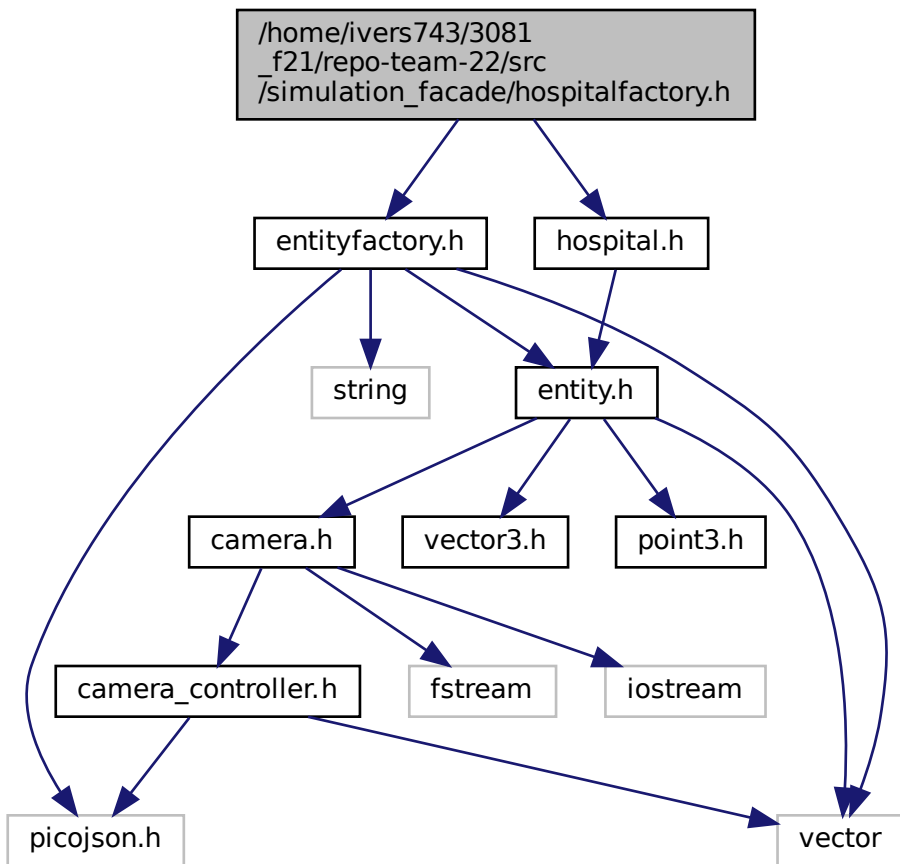 /home/ivers743/3081
_f21/repo-team-22/src
/simulation_facade/hospitalfactory.h
entityfactory.h
hospital.h
string
entity.h
camera.h
vector3.h
point3.h
camera_controller.h
fstream
iostream
picojson.h
vector